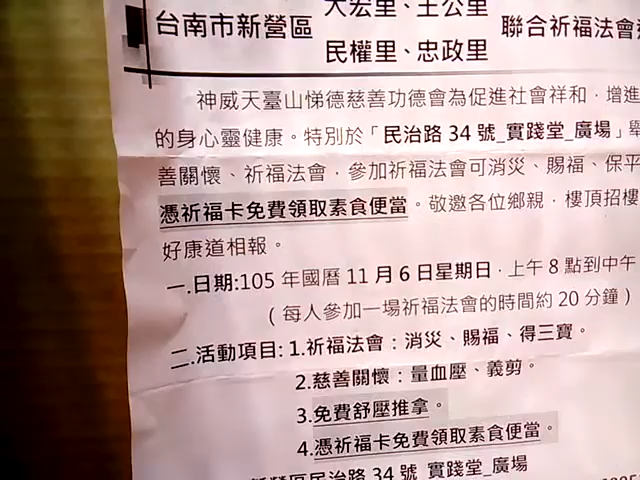 台南市新營區 大宏里、王公里 聯合祈福法會
民權里、忠政里
神威天臺山悌德慈善功德會為促進社會祥和，增進
的身心靈健康。特別於「民治路 34 號_實踐堂_廣場」
善關懷、祈福法會，參加祈福法會可消災、賜福、保平
憑祈福卡免費領取素食便當。敬邀各位鄉親，樓頂招樓
好康道相報。
一.日期:105 年國曆 11 月 6 日星期日，上午 8 點到中午
（每人參加一場祈福法會的時間約 20 分鐘）
二.活動項目: 1.祈福法會：消災、賜福、得三寶。
2.慈善關懷：量血壓、義剪。
3.免費舒壓推拿。
4.憑祈福卡免費領取素食便當。
新營區民治路 34 號_實踐堂_廣場